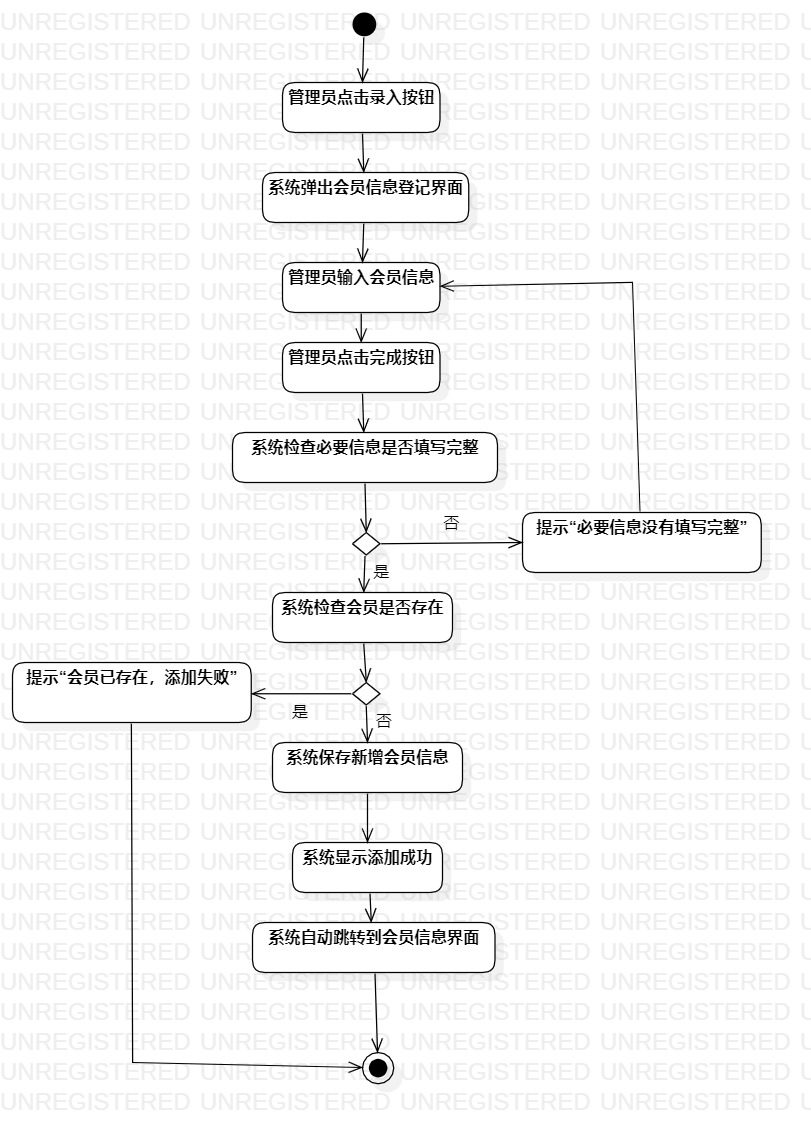 管理员点击录入按钮
系统弹出会员信息登记界面
管理员输入会员信息
管理员点击完成按钮
系统检查必要信息是否填写完整
否
提示“必要信息没有填写完整”
是
系统检查会员是否存在
提示“会员已存在，添加失败”
是
否
系统保存新增会员信息
系统显示添加成功
系统自动跳转到会员信息界面
UNREGISTERED